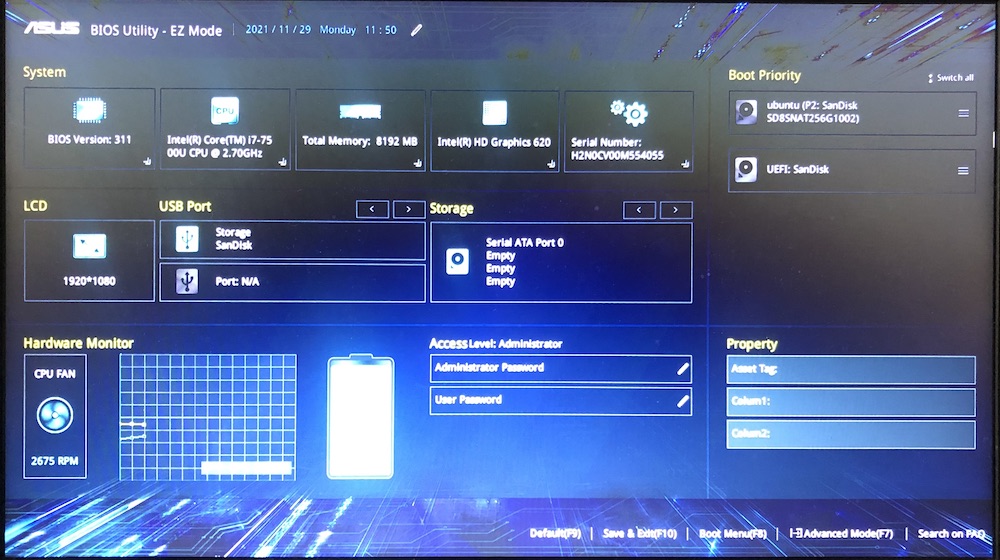 ASUS BIOS Utility - EZ Mode 2021/11/29 Monday 11:50
System
BIOS Version: 311
CPU
Intel(R) Core(TM) i7-75
00U CPU @ 2.70GHz
Total Memory: 8192 MB
Intel(R) HD Graphics 620
Serial Number:
H2N0CV00M554055
Boot Priority
Switch all
ubuntu (P2: SanDisk
SD8SNAT256G1002)
UEFI: SanDisk
LCD
1920*1080
USB Port
< >
Storage
SanDisk
Port: N/A
Storage
< >
Serial ATA Port 0
Empty
Empty
Empty
Hardware Monitor
CPU FAN
2675 RPM
Access Level: Administrator
Administrator Password
User Password
Property
Asset Tag:
Colum1:
Colum2:
Default(F9) | Save & Exit(F10) | Boot Menu(F8) | Advanced Mode(F7) | Search on FAQ